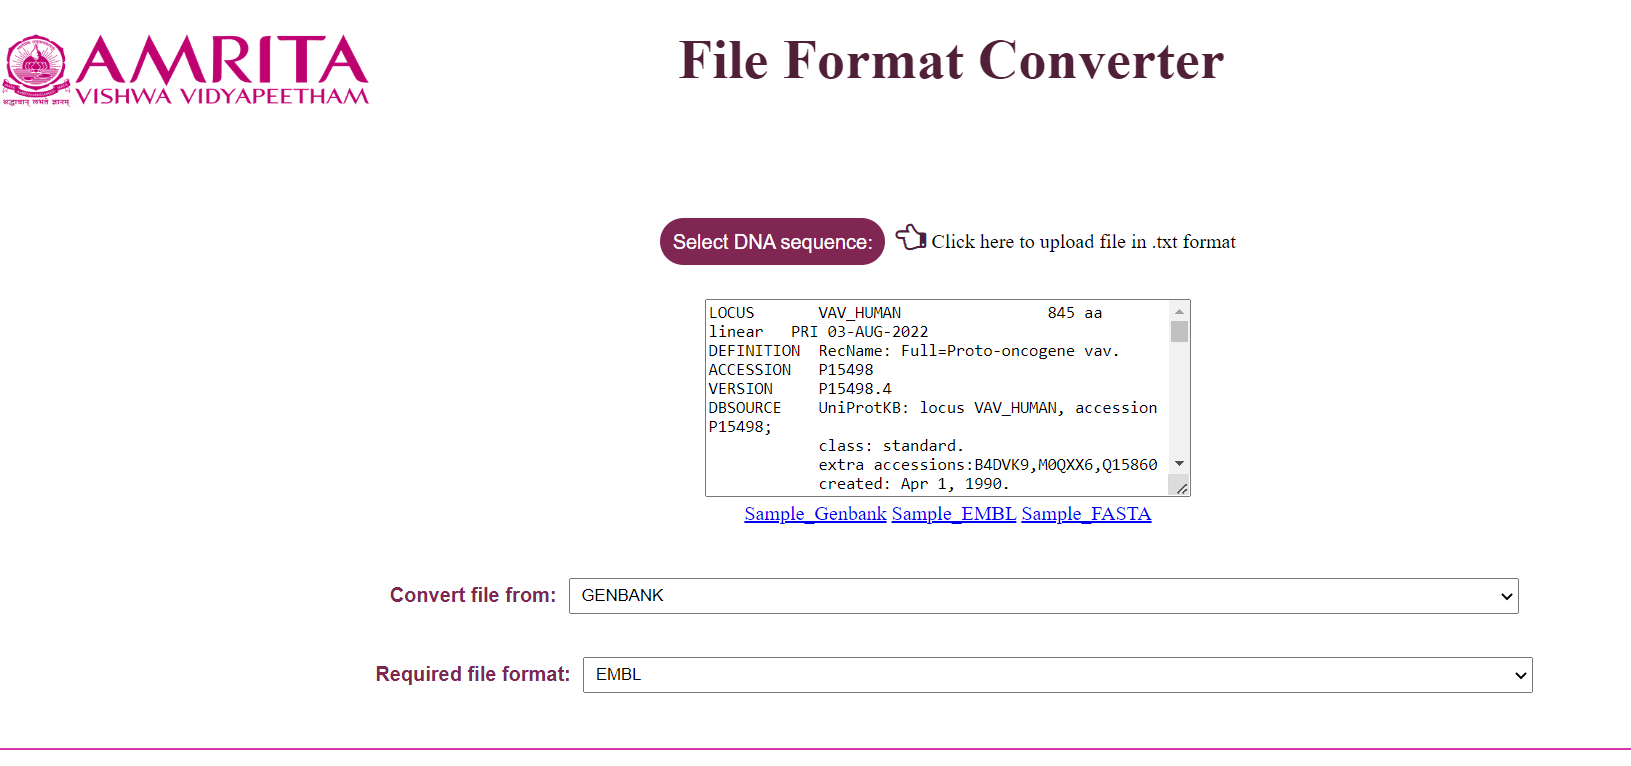 AMRITA
VISHWA VIDYAPEETHAM
श्रद्धावान् लभते ज्ञानम्
File Format Converter
Select DNA sequence:
Click here to upload file in .txt format
LOCUS       VAV_HUMAN                845 aa
linear   PRI 03-AUG-2022
DEFINITION  RecName: Full=Proto-oncogene vav.
ACCESSION   P15498
VERSION     P15498.4
DBSOURCE    UniProtKB: locus VAV_HUMAN, accession
P15498;
            class: standard.
            extra accessions:B4DVK9,M0QXX6,Q15860
            created: Apr 1, 1990.
Sample_Genbank Sample_EMBL Sample_FASTA
Convert file from: GENBANK
Required file format: EMBL